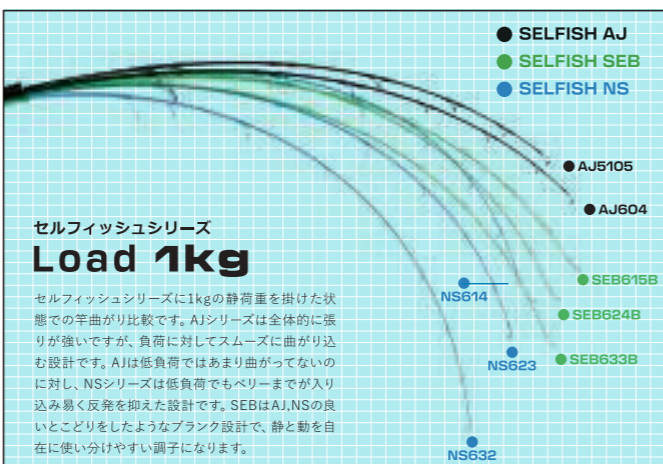 SELFISH AJ
SELFISH SEB
SELFISH NS
AJ5105
AJ604
SEB615B
NS614
SEB624B
NS623
SEB633B
NS632
セルフィッシュシリーズ
Load 1kg
セルフィッシュシリーズに1kgの静荷重を掛けた状
態での竿曲がり比較です。AJシリーズは全体的に張
りが強いですが、負荷に対してスムーズに曲がり込
む設計です。AJは低負荷ではあまり曲がってないの
に対し、NSシリーズは低負荷でもベリーまでが入り
込み易く反発を抑えた設計です。SEBはAJ,NSの良
いとこどりをしたようなブランク設計で、静と動を自
在に使い分けやすい調子になります。